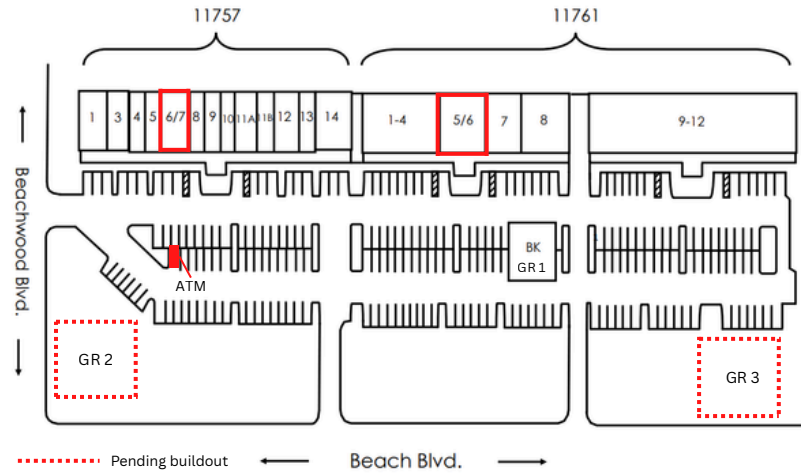 11757
11761
1
3
4
5
6/7
8
9
10
11A
11B
12
13
14
1-4
5/6
7
8
9-12
Beachwood Blvd.
BK
GR 1
ATM
GR 2
GR 3
Pending buildout
Beach Blvd.